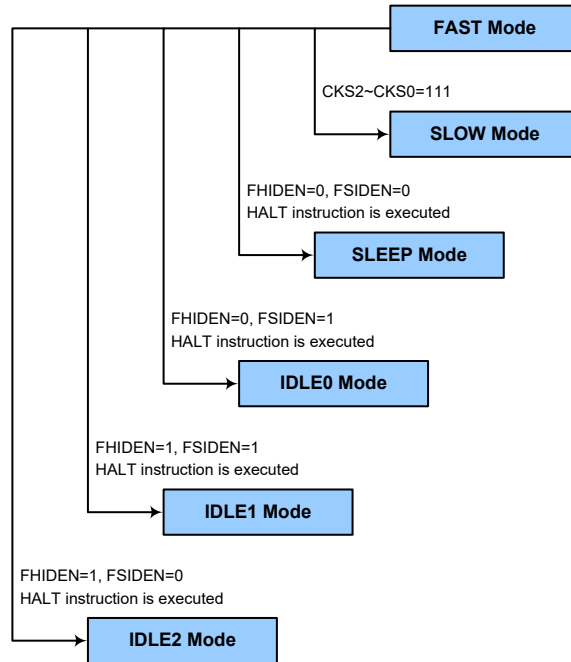 FAST Mode
CKS2~CKS0=111
SLOW Mode
FHIDEN=0, FSIDEN=0
HALT instruction is executed
SLEEP Mode
FHIDEN=0, FSIDEN=1
HALT instruction is executed
IDLE0 Mode
FHIDEN=1, FSIDEN=1
HALT instruction is executed
IDLE1 Mode
FHIDEN=1, FSIDEN=0
HALT instruction is executed
IDLE2 Mode